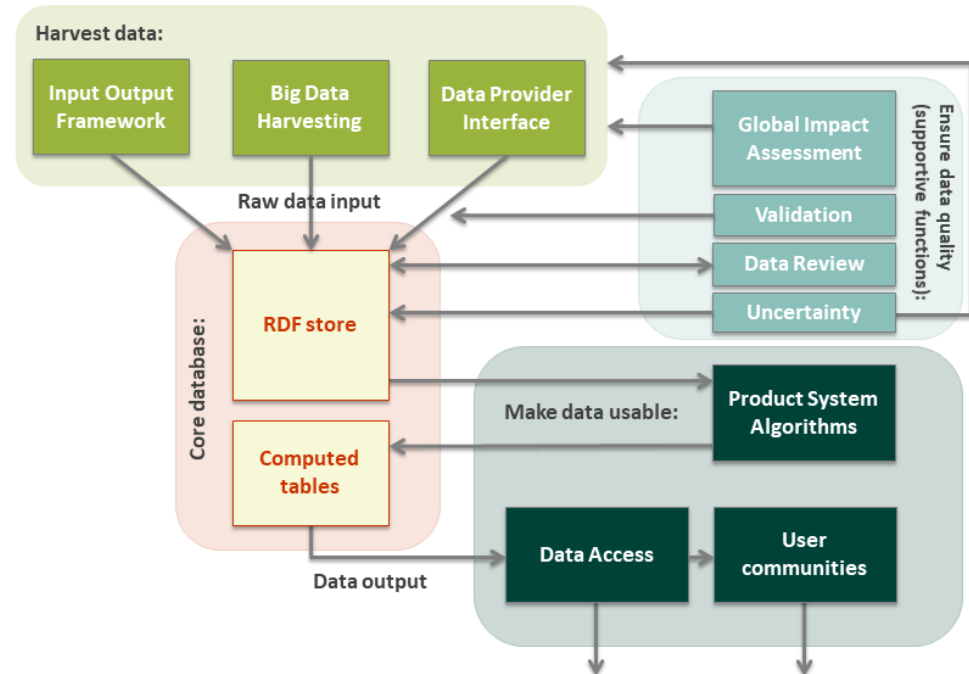 Harvest data:
Input Output
Framework
Big Data
Harvesting
Data Provider
Interface
Global Impact
Assessment
Validation
Data Review
Uncertainty
Ensure data quality
(supportive functions):
Raw data input
Core database:
RDF store
Computed
tables
Make data usable:
Product System
Algorithms
Data output
Data Access
User
communities